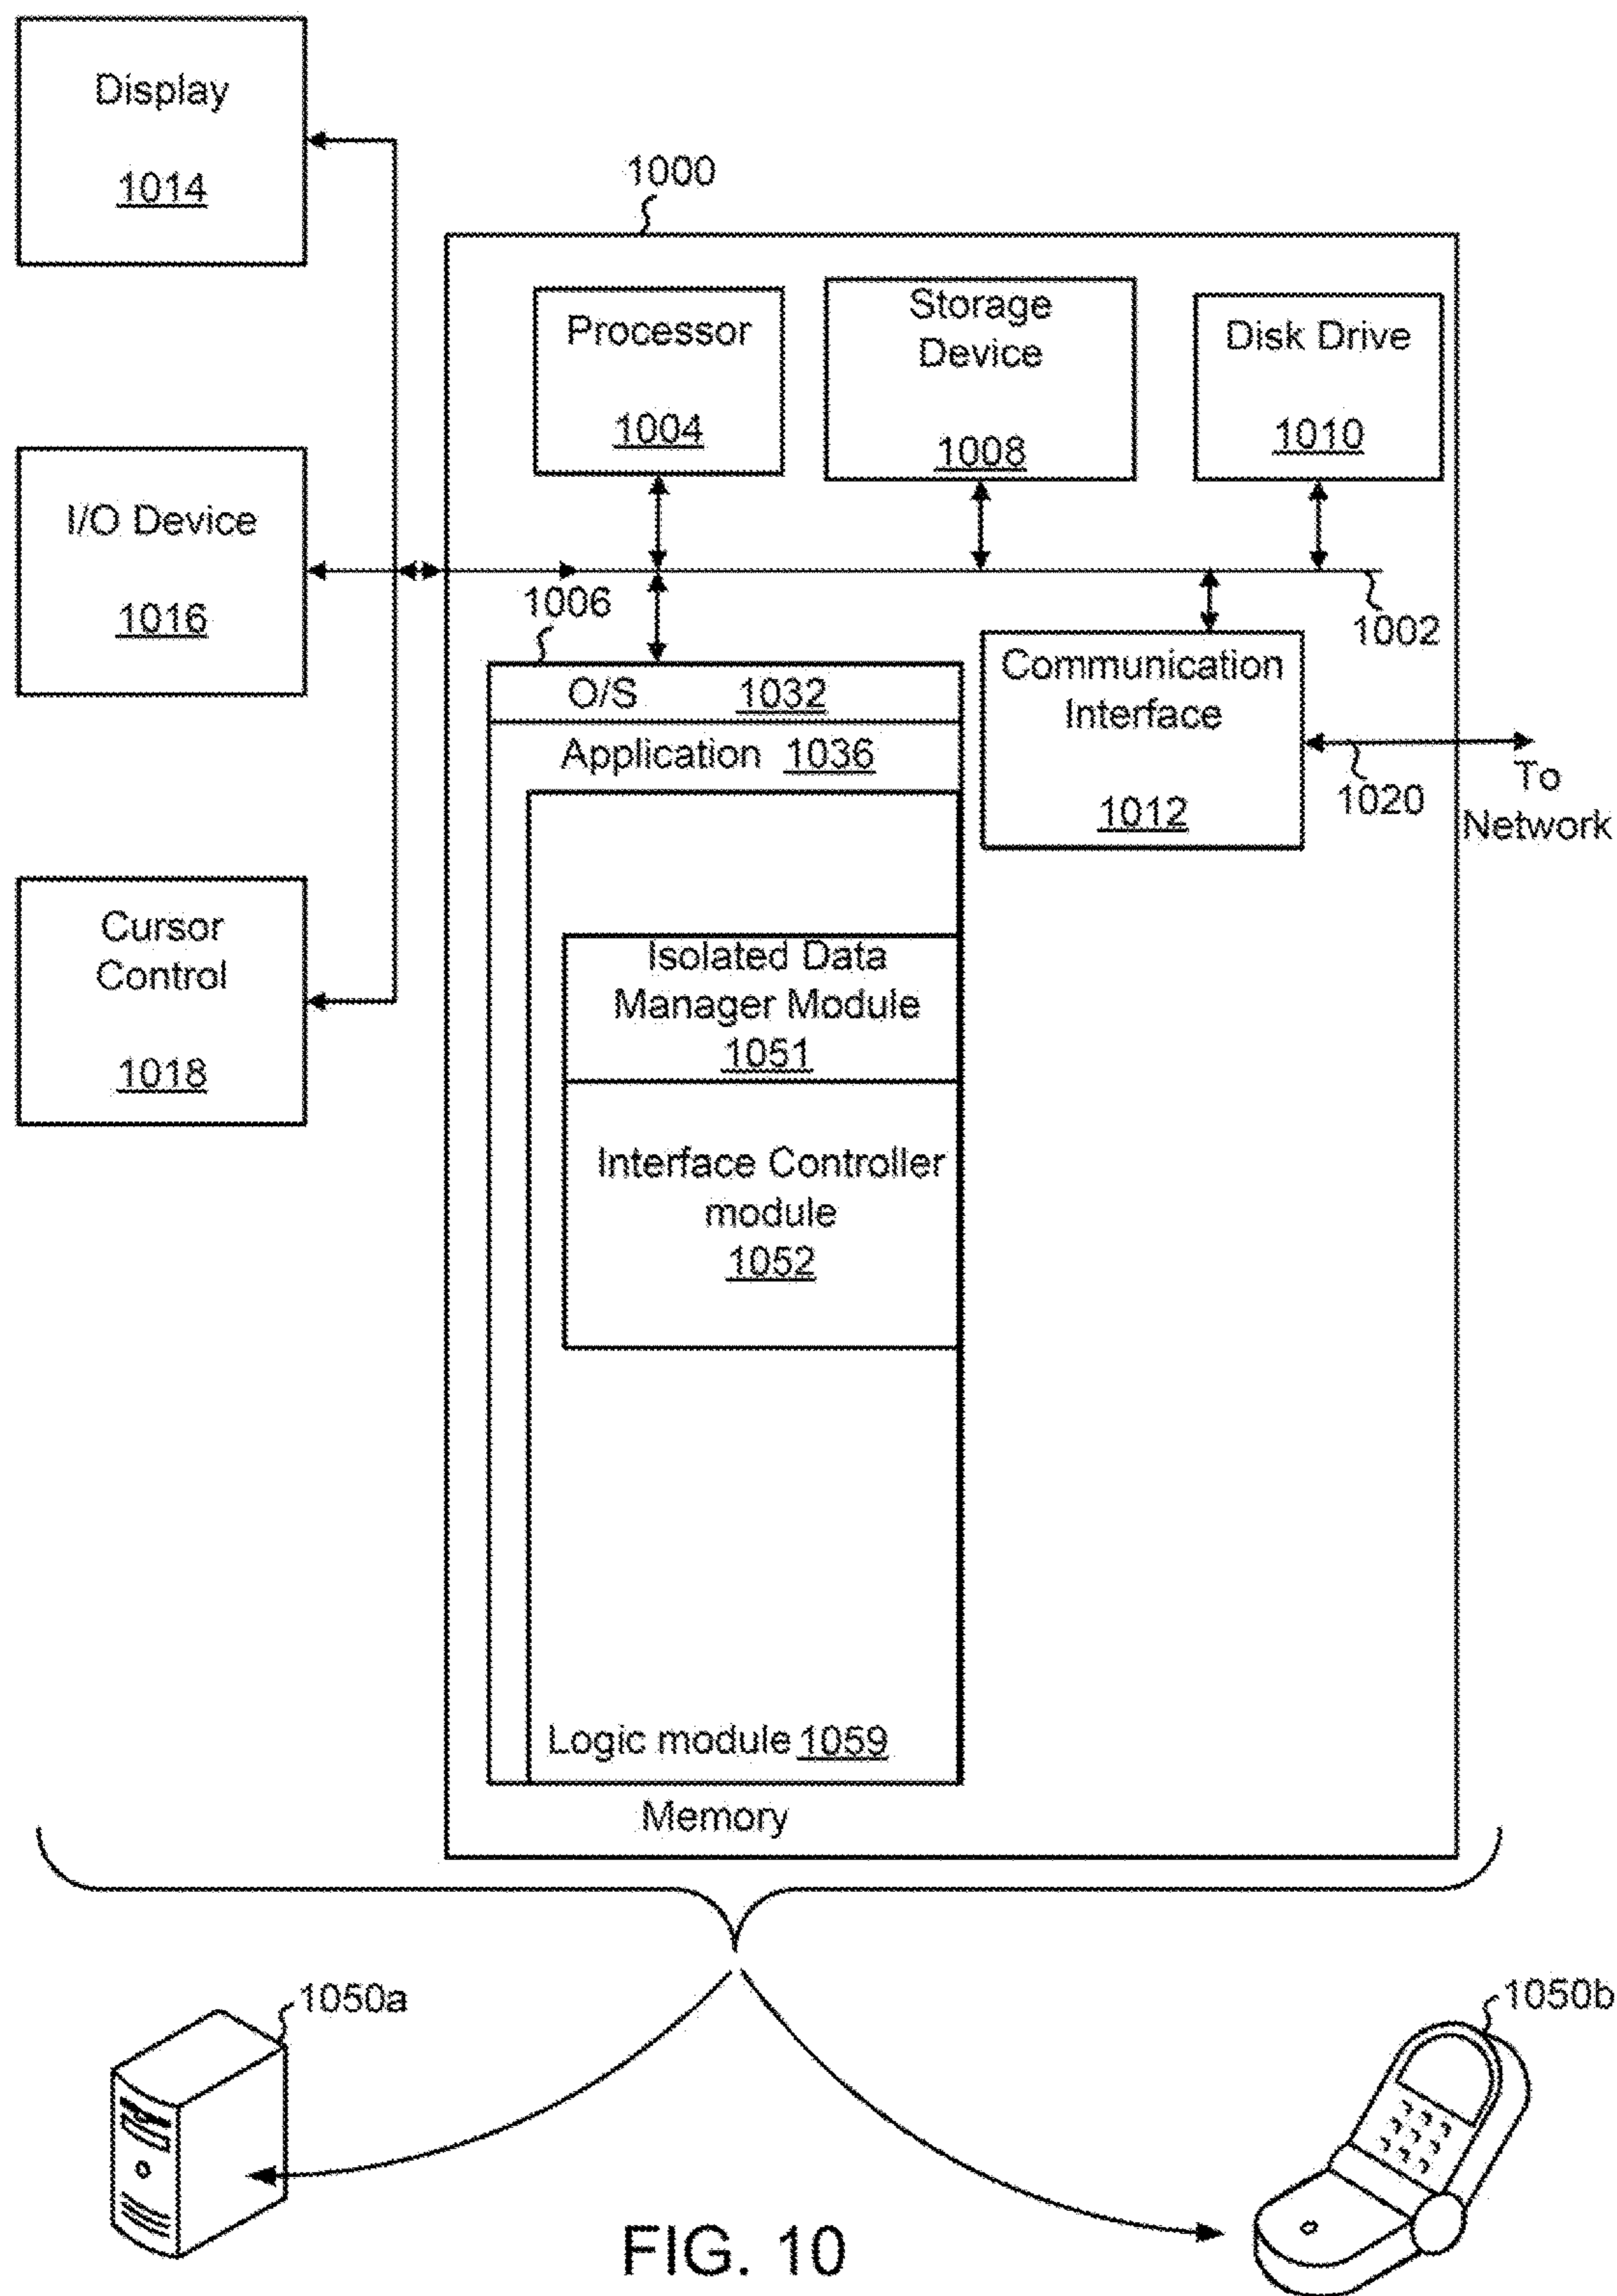 Display
1014
1000
Processor
1004
Storage
Device
1008
Disk Drive
1010
I/O Device
1016
1006
1002
O/S 1032
Application 1036
Communication
Interface
1012
1020
To
Network
Cursor
Control
1018
Isolated Data
Manager Module
1051
Interface Controller
module
1052
Logic module 1059
Memory
1050a
1050b
FIG. 10